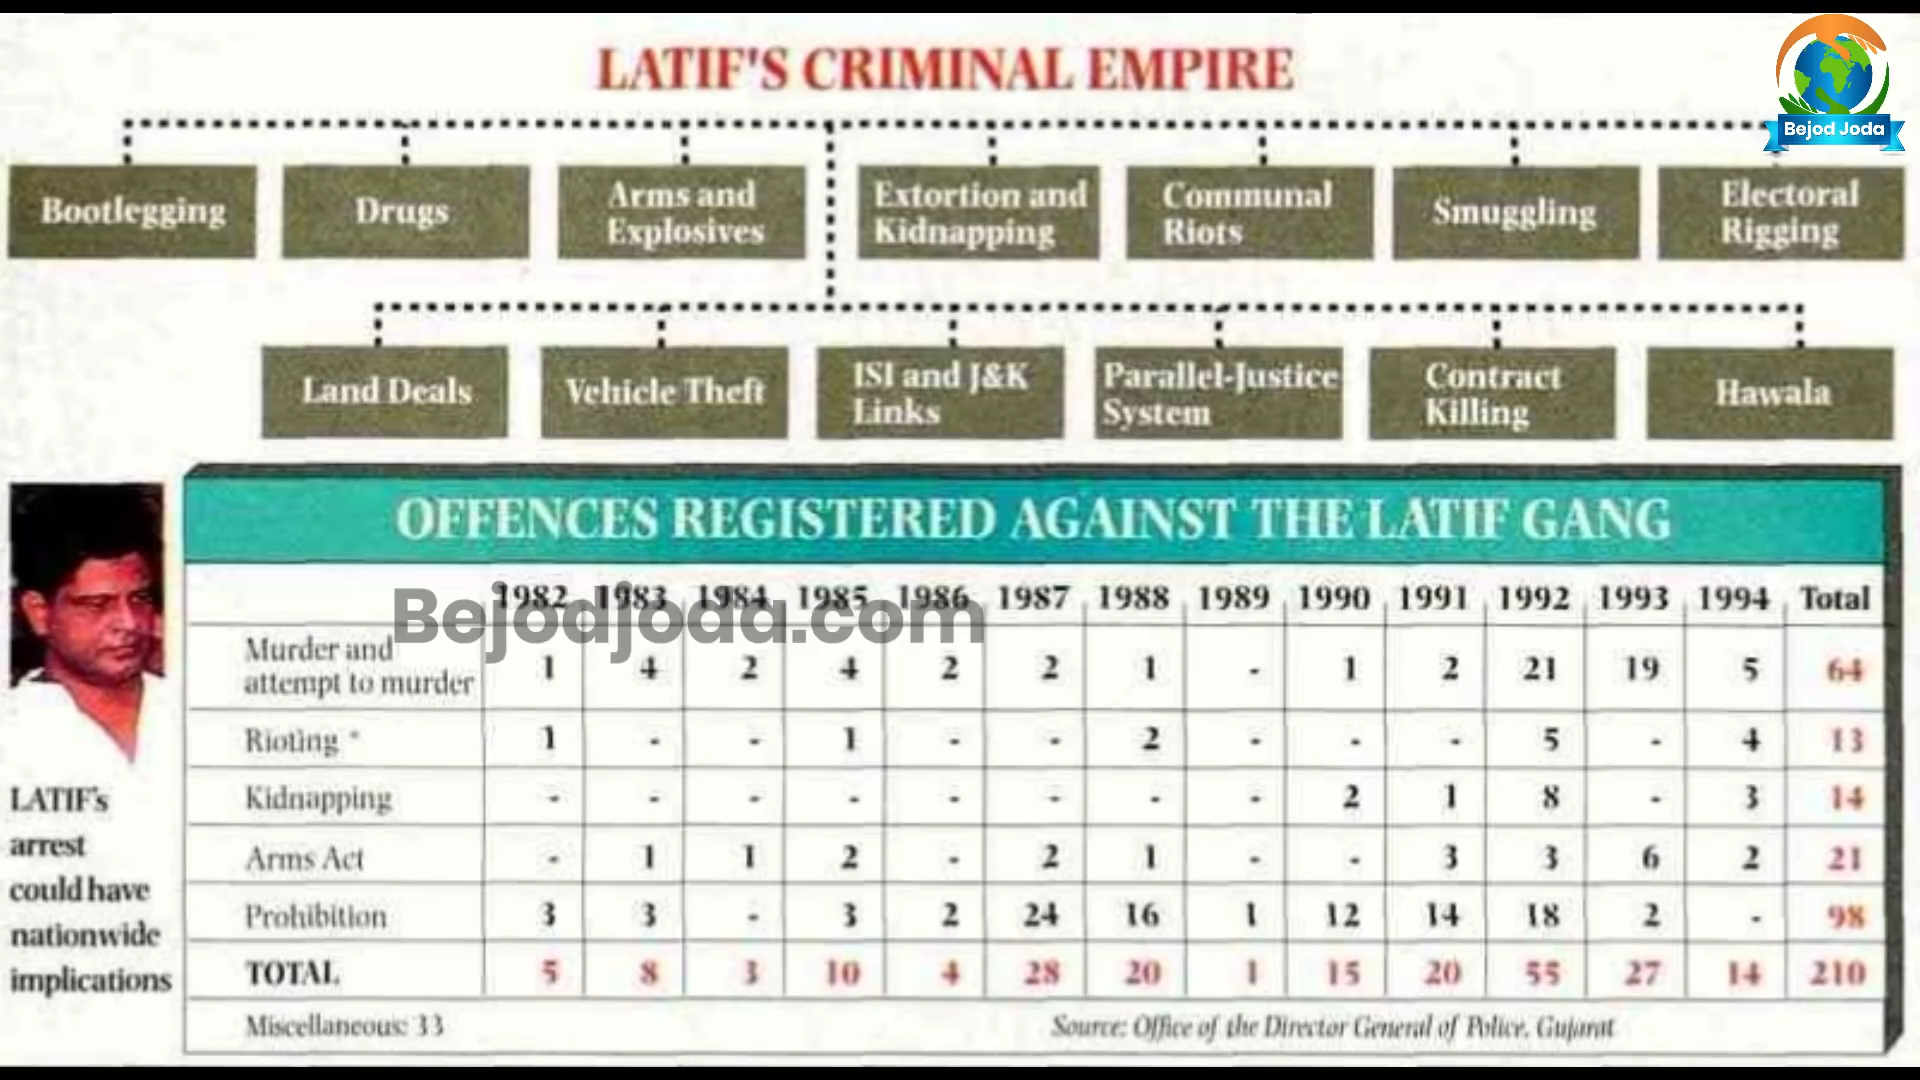 LATIF'S CRIMINAL EMPIRE
Bejod Joda
Bootlegging
Drugs
Arms and
Explosives
Extortion and
Kidnapping
Communal
Riots
Smuggling
Electoral
Rigging
Land Deals
Vehicle Theft
ISI and J&K
Links
Parallel-Justice
System
Contract
Killing
Hawala
LATIF's
arrest
could have
nationwide
implications
OFFENCES REGISTERED AGAINST THE LATIF GANG
1982 1983 1984 1985 1986 1987 1988 1989 1990 1991 1992 1993 1994 Total
Bejodjoda.com
Murder and
attempt to murder 1 4 2 4 2 2 1 - 1 2 21 19 5 64
Rioting * 1 - - 1 - - 2 - - - 5 - 4 13
Kidnapping - - - - - - - - 2 1 8 - 3 14
Arms Act - 1 1 2 - 2 1 - - 3 3 6 2 21
Prohibition 3 3 - 3 2 24 16 1 12 14 18 2 - 98
TOTAL 5 8 3 10 4 28 20 1 15 20 55 27 14 210
Miscellaneous: 33 Source: Office of the Director General of Police, Gujarat